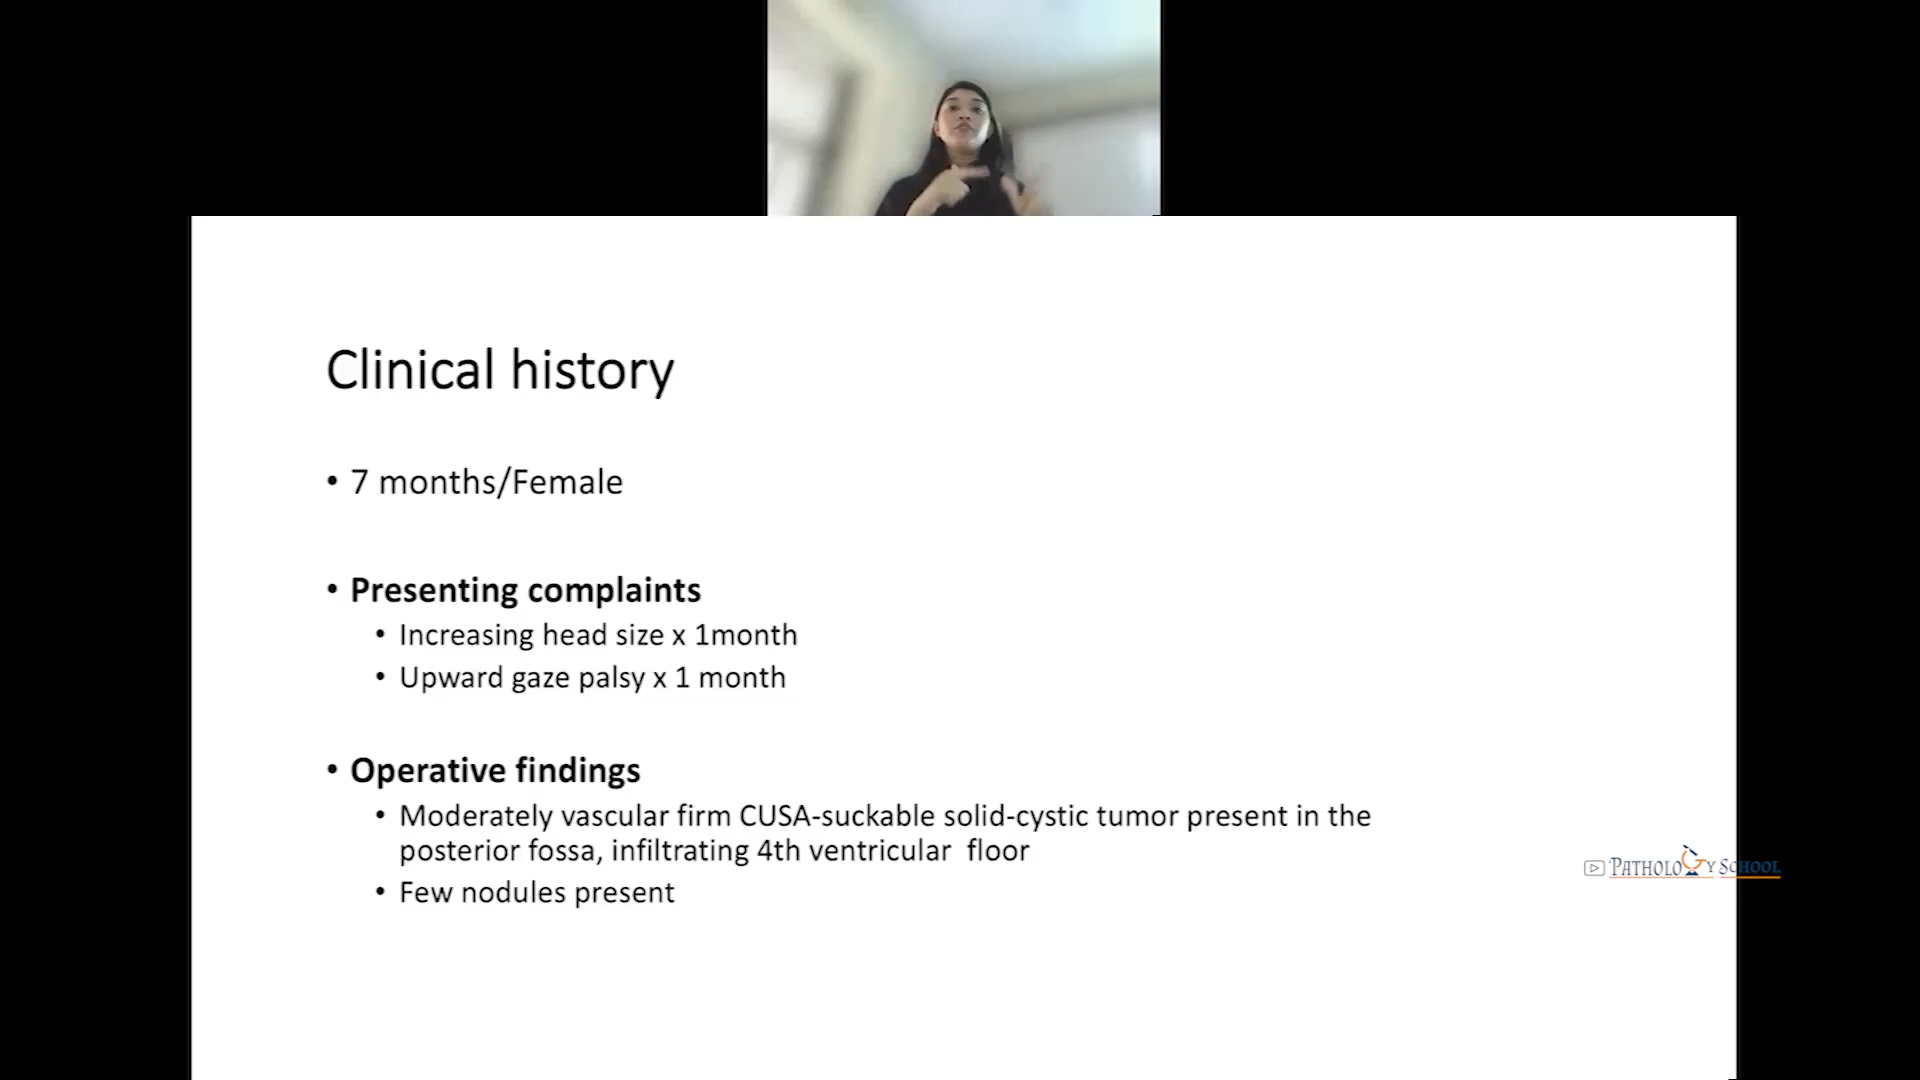 Clinical history
• 7 months/Female
• Presenting complaints
• Increasing head size x 1month
• Upward gaze palsy x 1 month
• Operative findings
• Moderately vascular firm CUSA-suckable solid-cystic tumor present in the
posterior fossa, infiltrating 4th ventricular floor
• Few nodules present
PATHOLOGY SCHOOL